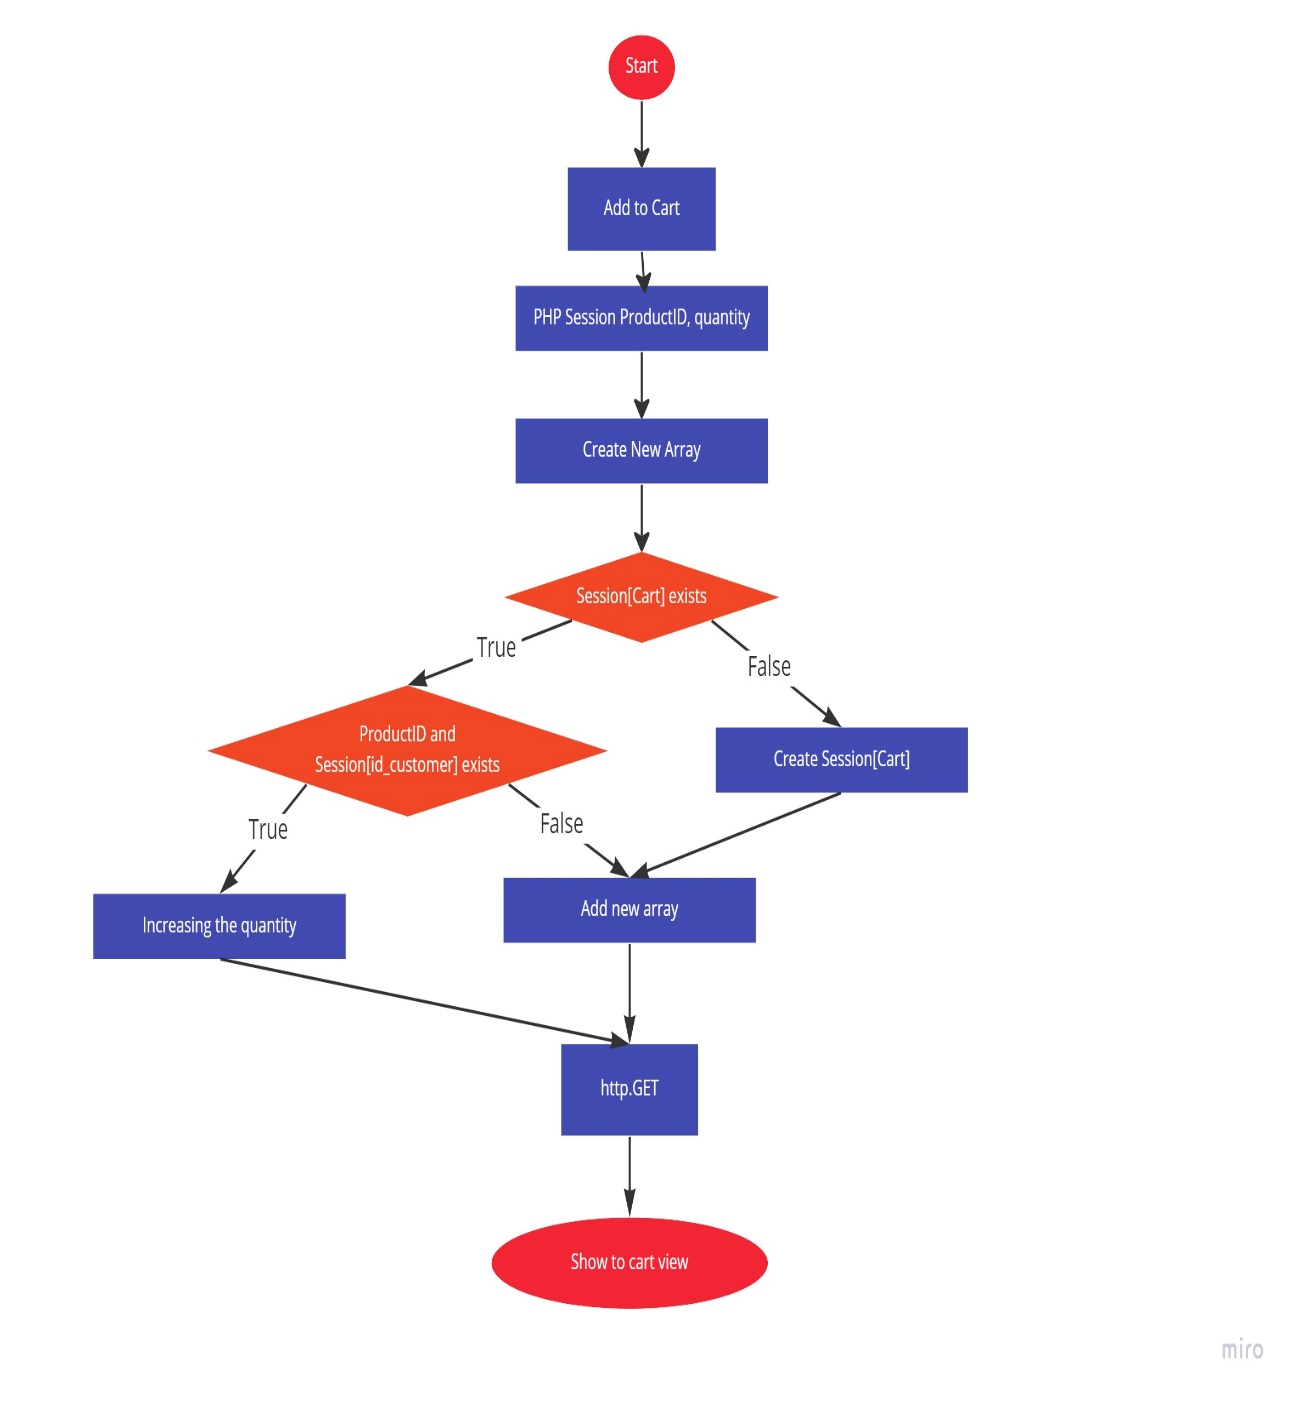 Start
Add to Cart
PHP Session ProductID, quantity
Create New Array
Session[Cart] exists
True
False
ProductID and
Session[id_customer] exists
Create Session[Cart]
True
False
Increasing the quantity
Add new array
http.GET
Show to cart view
miro